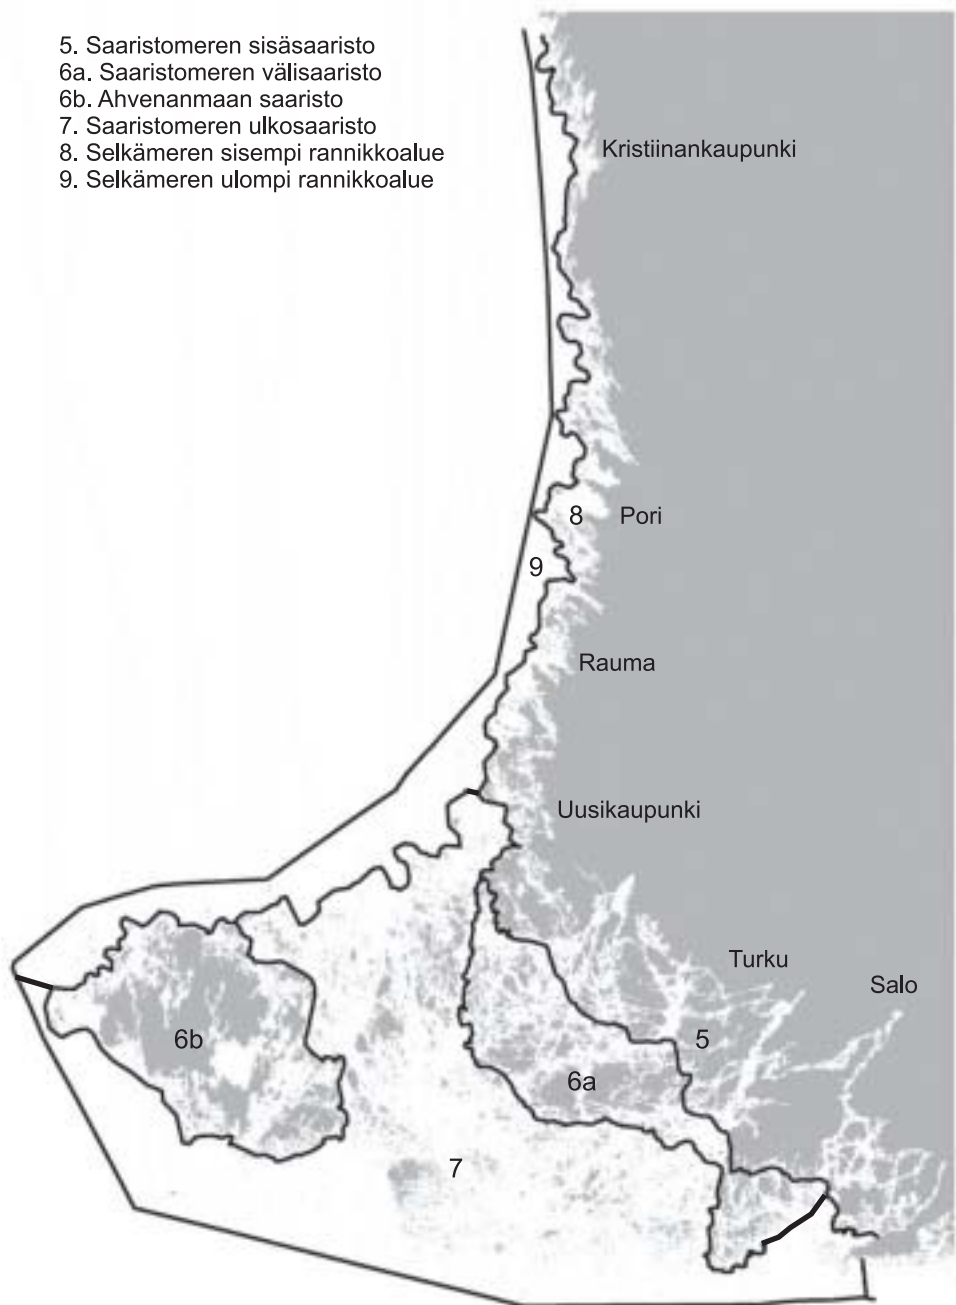 5. Saaristomeren sisäsaaristo
6a. Saaristomeren välisaaristo
6b. Ahvenanmaan saaristo
7. Saaristomeren ulkosaaristo
8. Selkämeren sisempi rannikkoalue
9. Selkämeren ulompi rannikkoalue
Kristiinankaupunki
8 Pori
9
Rauma
Uusikaupunki
Turku
Salo
6b
5
6a
7